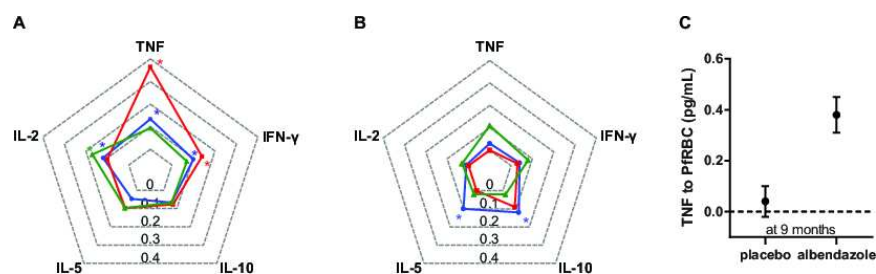 A
TNF
IL-2
IFN-γ
0
0.1
0.2
0.3
0.4
IL-5
IL-10
B
TNF
IL-2
IFN-γ
0
0.1
0.2
0.3
0.4
IL-5
IL-10
C
TNF to PfRBC (pg/mL)
0.6
0.4
0.2
0.0
at 9 months
placebo albendazole